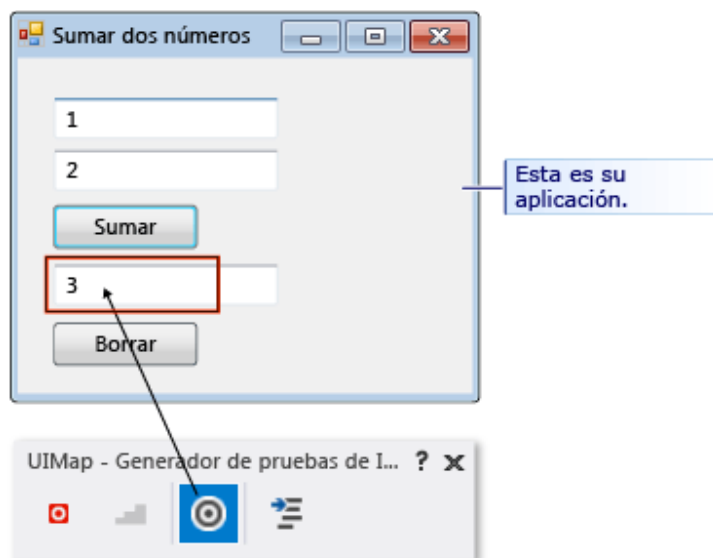 Sumar dos números
1
2
Esta es su
aplicación.
Sumar
3
Borrar
UIMap - Generador de pruebas de I... ?